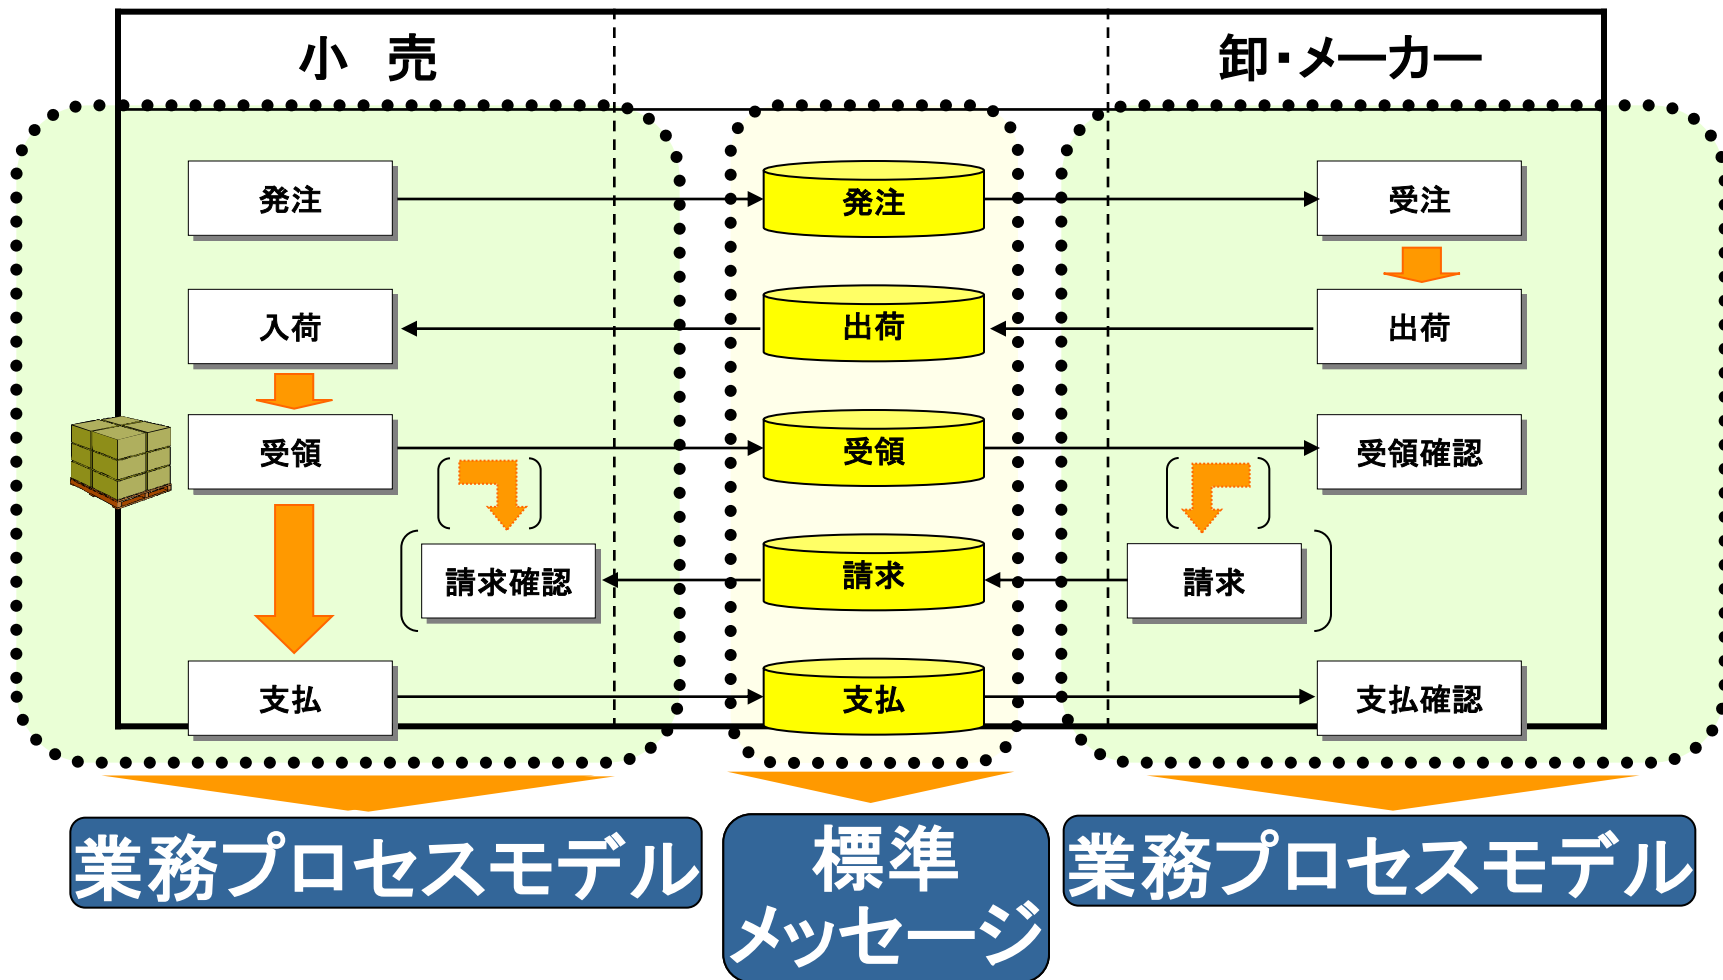 小 売
卸・メーカー
発注
発注
受注
入荷
出荷
出荷
受領
受領
受領確認
請求確認
請求
請求
支払
支払
支払確認
業務プロセスモデル
標準
メッセージ
業務プロセスモデル